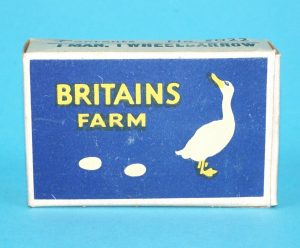 1 MAN, 1 WHEELBARROW
BRITAINS
FARM